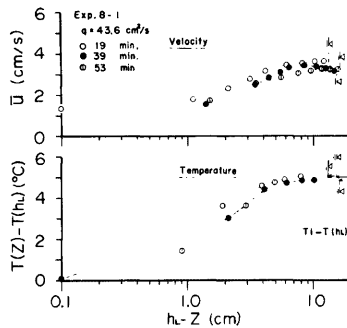 Exp. 8-1
q = 43.6 cm²/s
○ 19 min,
● 39 min,
⦶ 53 min
Velocity
ū (cm/s)
6
4
2
0
Temperature
T(Z)-T(hL) (°C)
6
4
2
0
Ti-T(hL)
0.1
1.0
10.0
hL-Z (cm)